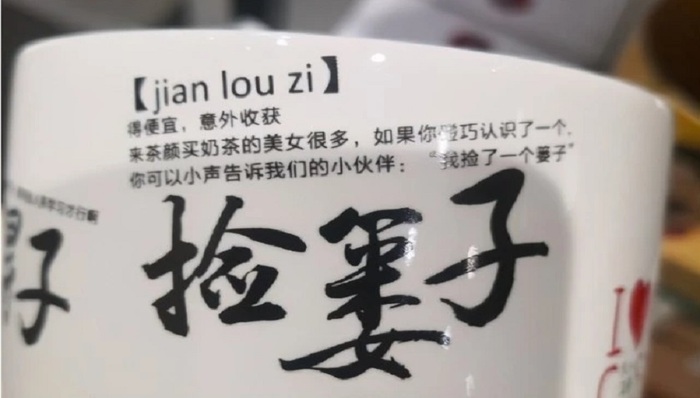 【jian lou zi】
得便宜，意外收获
来茶颜买奶茶的美女很多，如果你碰巧认识了一个.
你可以小声告诉我们的小伙伴：“我捡了一个篓子”
捡篓子
子
I